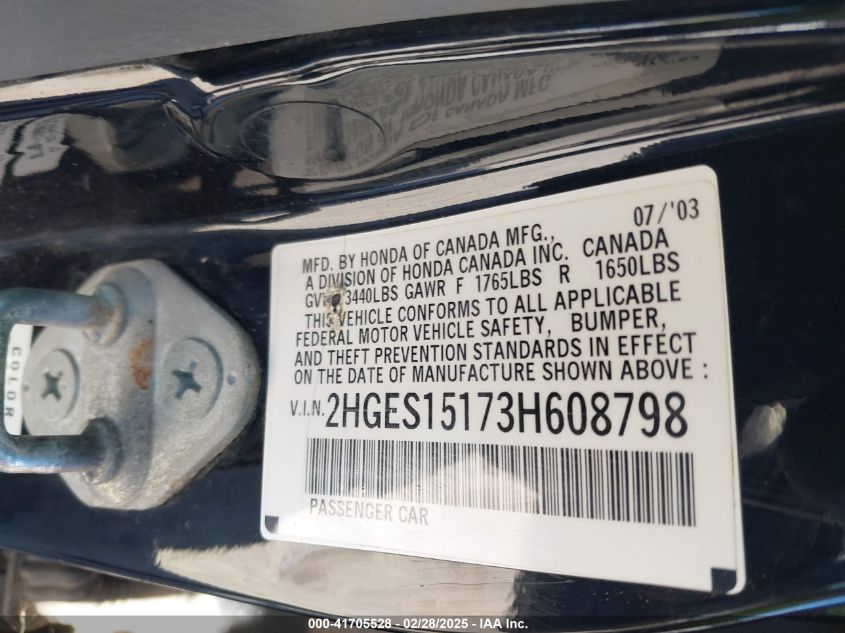 07/'03
MFD. BY HONDA OF CANADA MFG.,
A DIVISION OF HONDA CANADA INC. CANADA
3440LBS GAWR F 1765LBS R 1650LBS
VEHICLE CONFORMS TO ALL APPLICABLE
FEDERAL MOTOR VEHICLE SAFETY, BUMPER,
AND THEFT PREVENTION STANDARDS IN EFFECT
ON THE DATE OF MANUFACTURE SHOWN ABOVE :
V.I.N. 2HGES15173H608798
PASSENGER CAR
COLOR
000-41705528 - 02/28/2025 - IAA Inc.